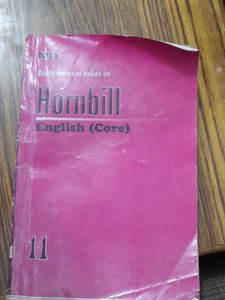 Study material based on
Hornbill
English (Core)
11